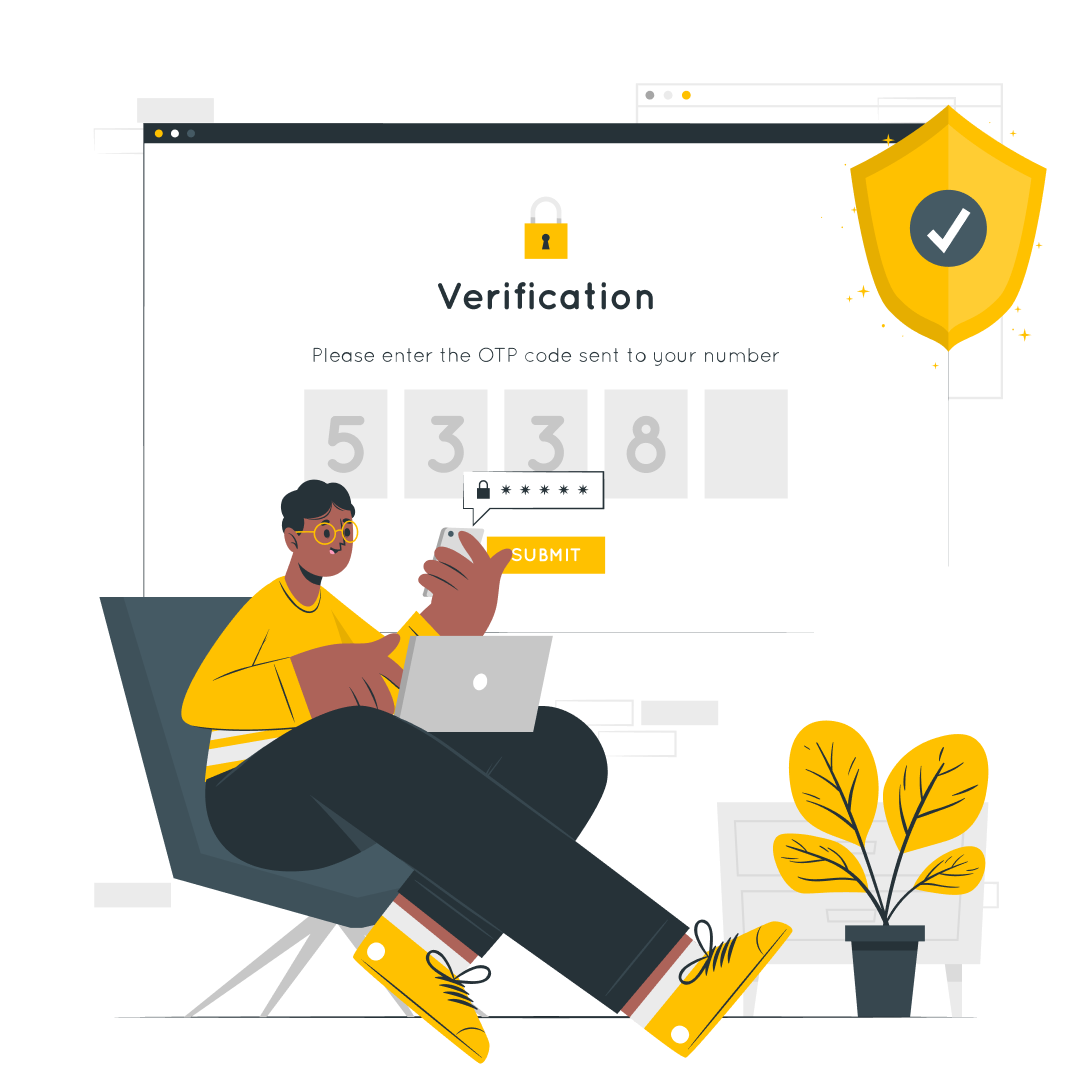 Verification
Please enter the OTP code sent to your number
5 3 3 8
* * * * *
SUBMIT